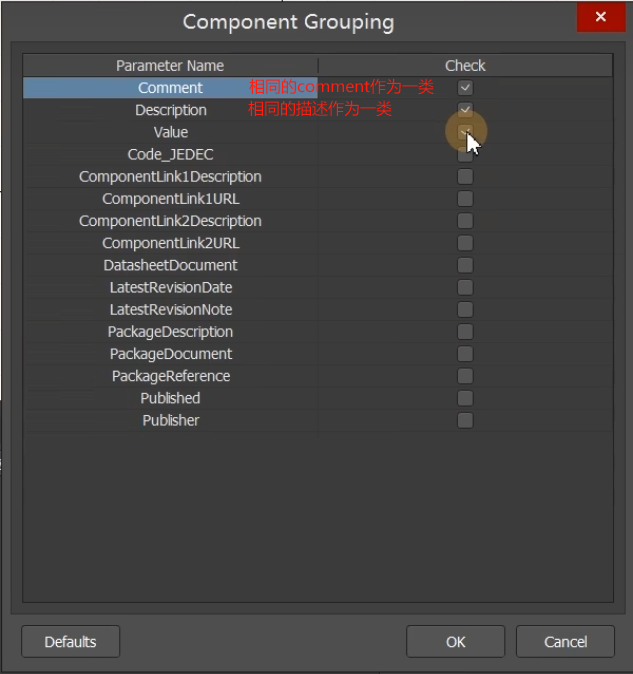 Component Grouping
Parameter Name Check
Comment 相同的comment作为一类
Description 相同的描述作为一类
Value
Code_JEDEC
ComponentLink1Description
ComponentLink1URL
ComponentLink2Description
ComponentLink2URL
DatasheetDocument
LatestRevisionDate
LatestRevisionNote
PackageDescription
PackageDocument
PackageReference
Published
Publisher
Defaults OK Cancel